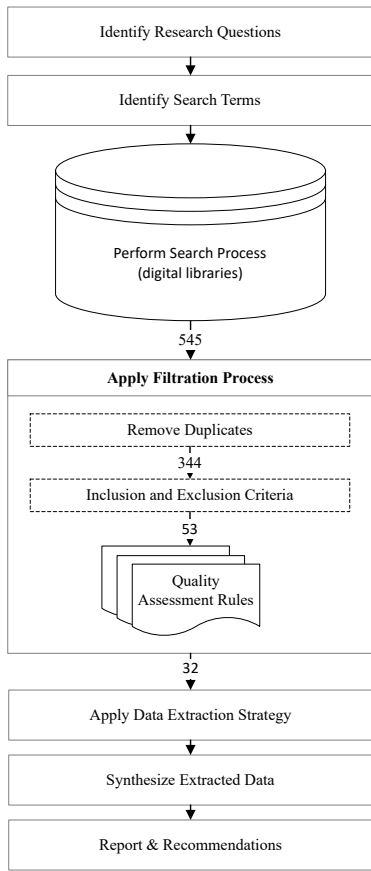 Identify Research Questions
Identify Search Terms
Perform Search Process
(digital libraries)
545
Apply Filtration Process
Remove Duplicates
344
Inclusion and Exclusion Criteria
53
Quality
Assessment Rules
32
Apply Data Extraction Strategy
Synthesize Extracted Data
Report & Recommendations